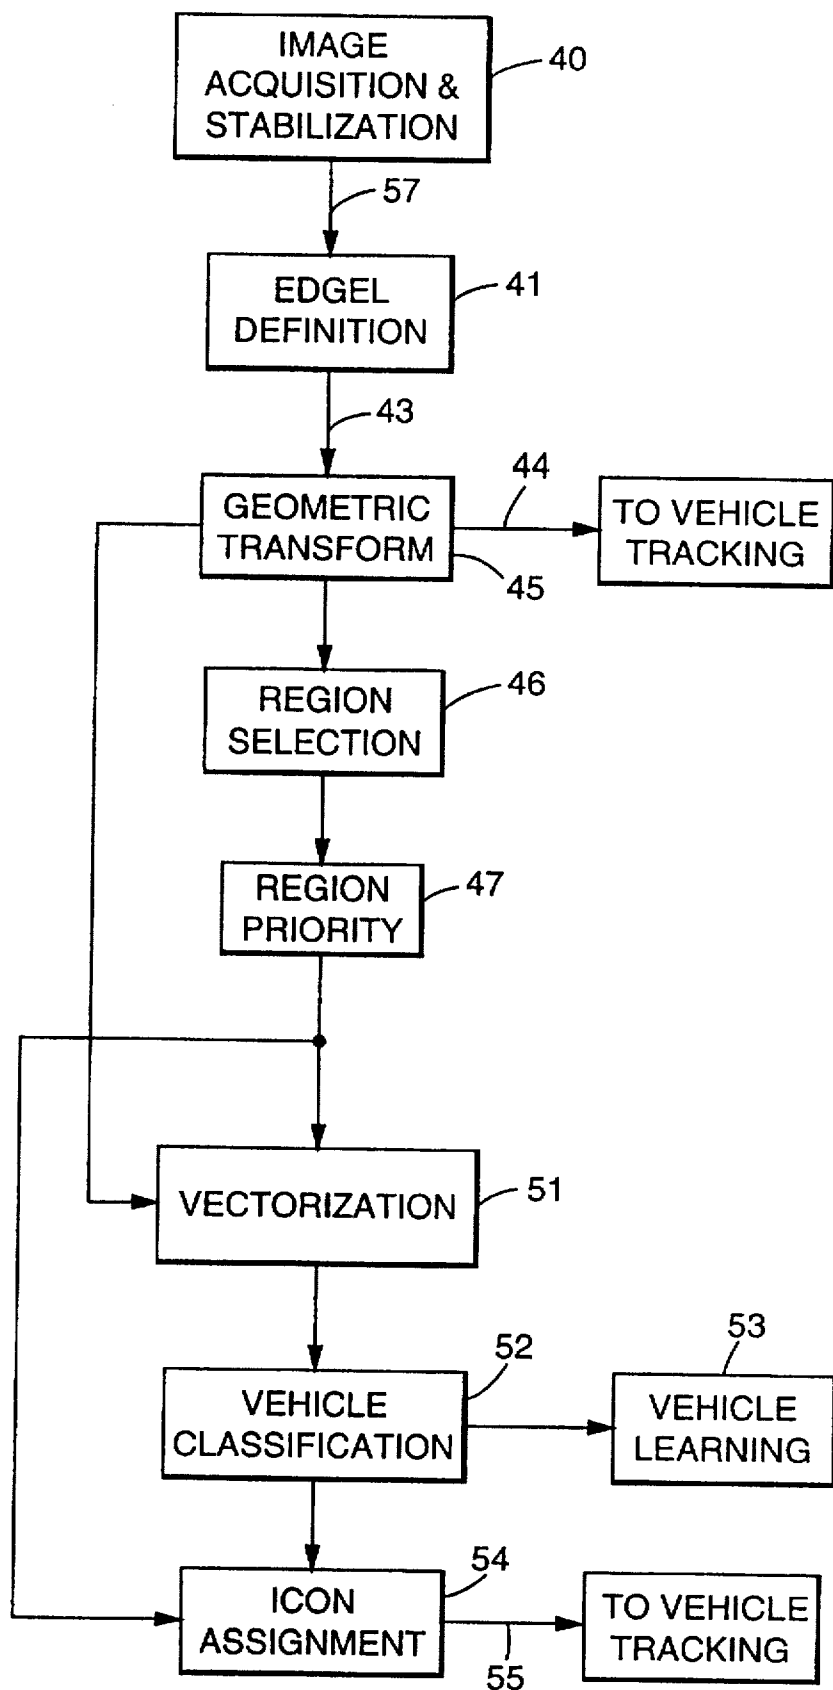 IMAGE
ACQUISITION &
STABILIZATION
40
57
EDGEL
DEFINITION
41
43
GEOMETRIC
TRANSFORM
45
44
TO VEHICLE
TRACKING
REGION
SELECTION
46
REGION
PRIORITY
47
VECTORIZATION
51
VEHICLE
CLASSIFICATION
52
53
VEHICLE
LEARNING
ICON
ASSIGNMENT
54
55
TO VEHICLE
TRACKING